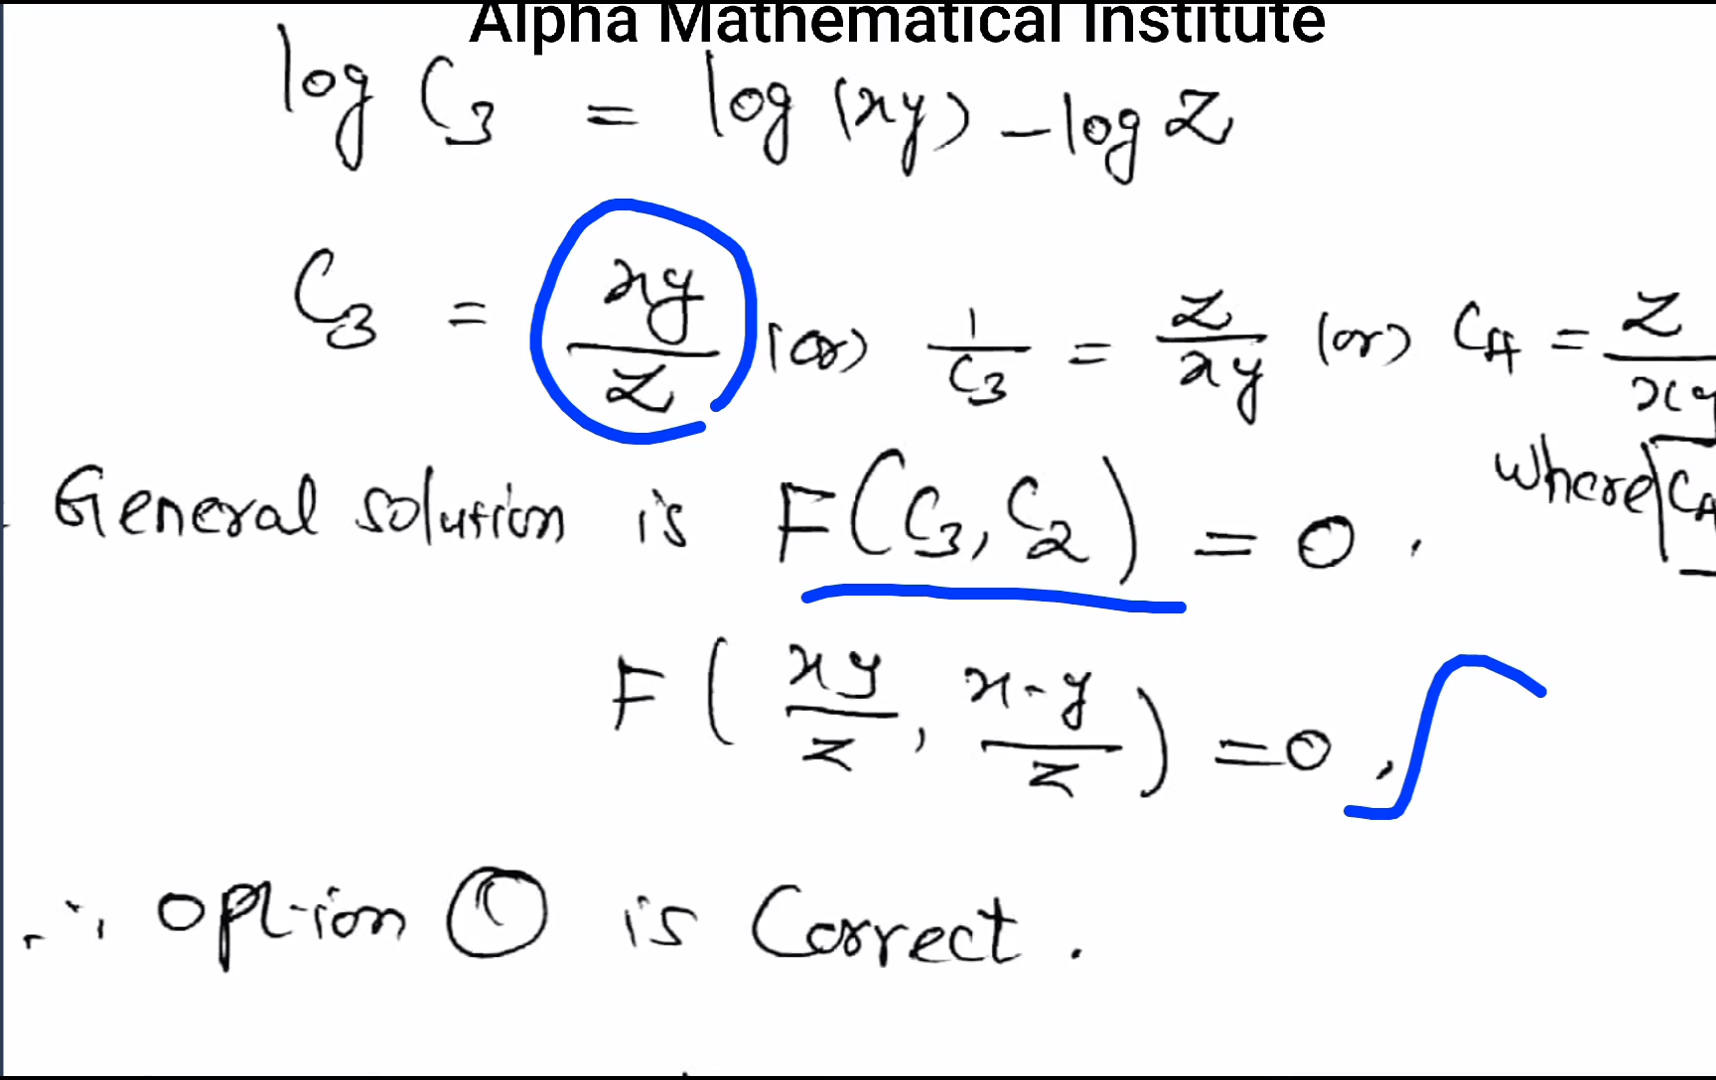 Alpha Mathematical Institute
log C₃ = log (xy) - log z
C₃ = xy/z (or) 1/C₃ = z/xy (or) C₄ = z/xy
General solution is F(C₃, C₂) = 0. where C₄
F(xy/z, x-y/z) = 0,
∴ option C is Correct.